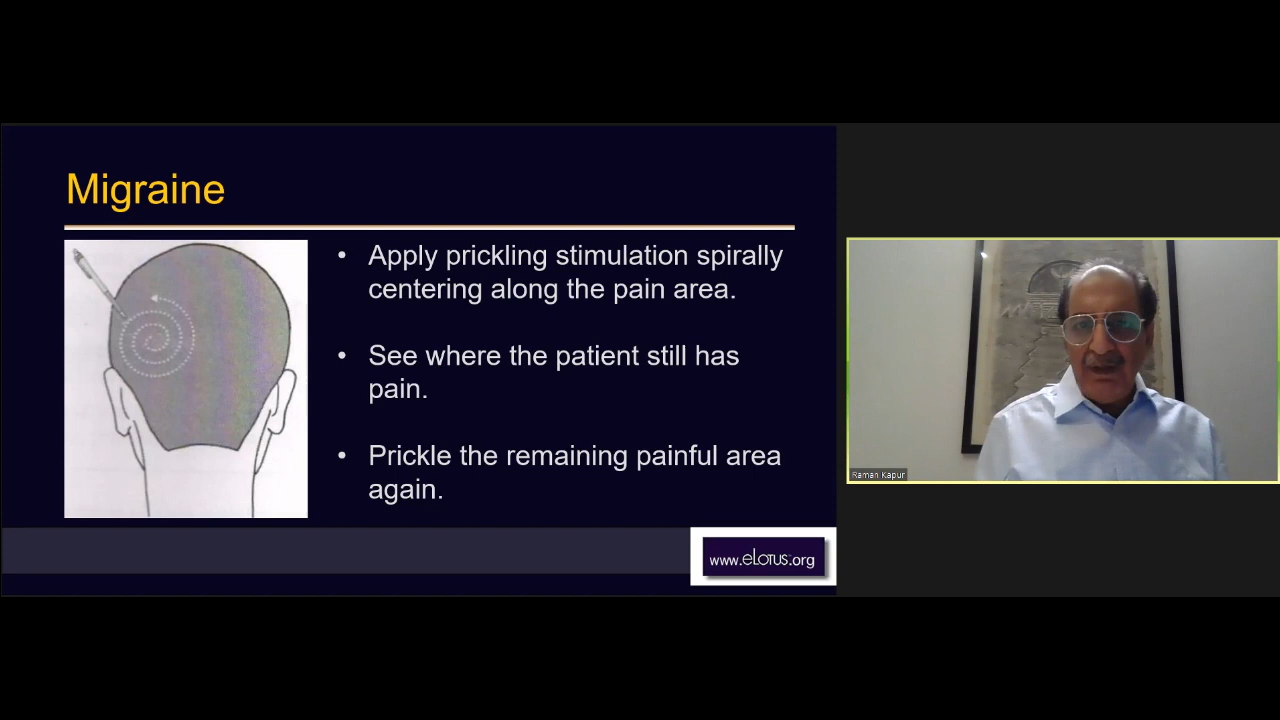 Migraine
• Apply prickling stimulation spirally
centering along the pain area.
• See where the patient still has
pain.
• Prickle the remaining painful area
again.
www.eLOTUS.org
Raman Kapur